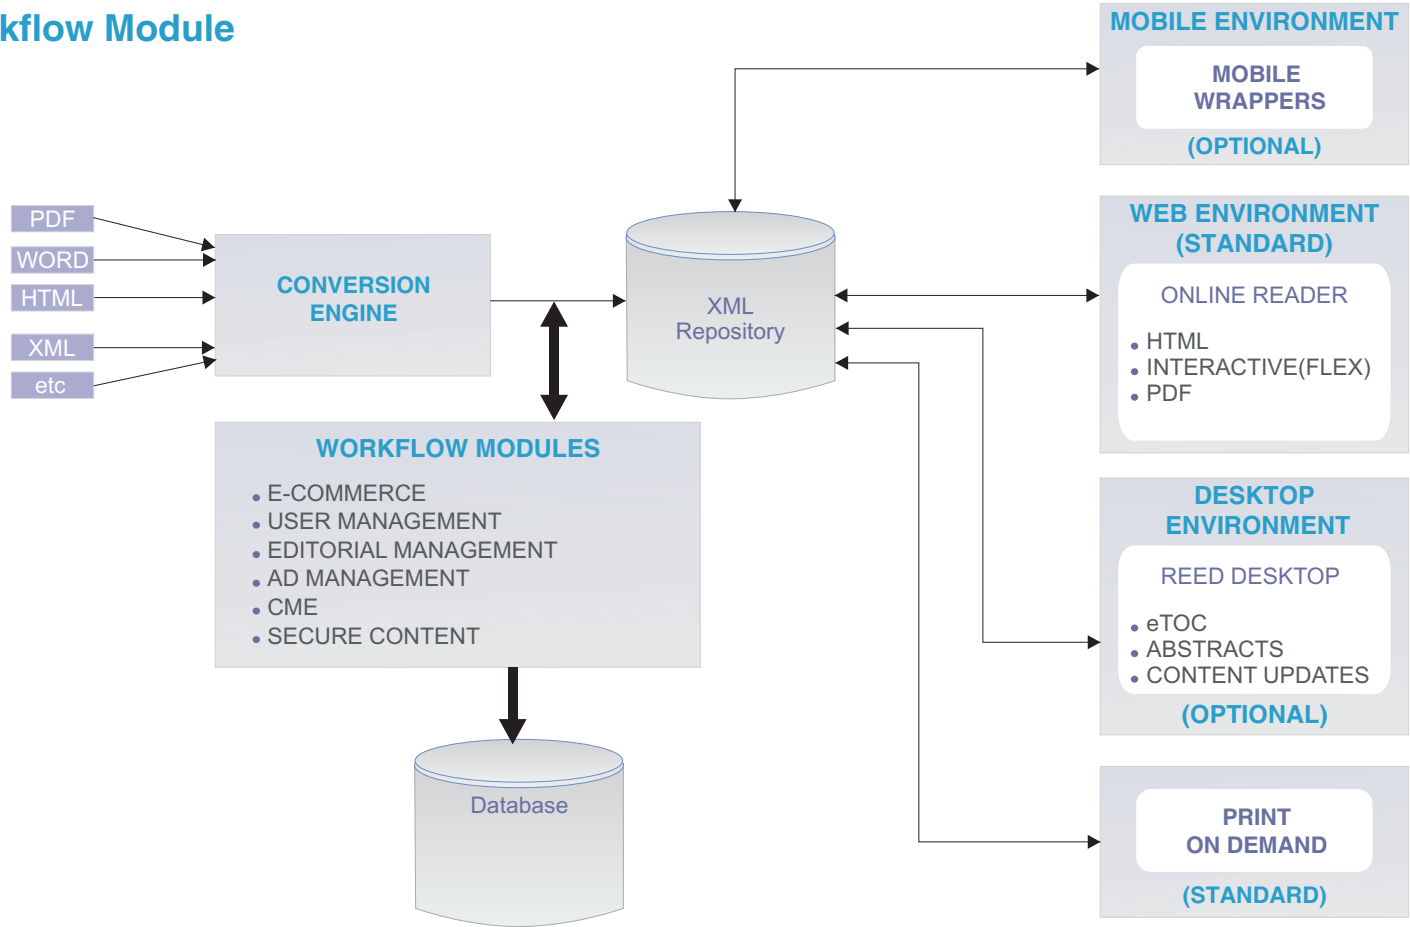 kflow Module
PDF
WORD
HTML
XML
etc
CONVERSION
ENGINE
XML
Repository
WORKFLOW MODULES
• E-COMMERCE
• USER MANAGEMENT
• EDITORIAL MANAGEMENT
• AD MANAGEMENT
• CME
• SECURE CONTENT
Database
MOBILE ENVIRONMENT
MOBILE
WRAPPERS
(OPTIONAL)
WEB ENVIRONMENT
(STANDARD)
ONLINE READER
• HTML
• INTERACTIVE(FLEX)
• PDF
DESKTOP
ENVIRONMENT
REED DESKTOP
• eTOC
• ABSTRACTS
• CONTENT UPDATES
(OPTIONAL)
PRINT
ON DEMAND
(STANDARD)